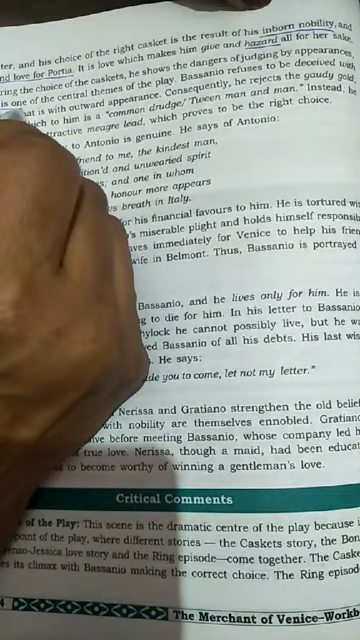 ter, and his choice of the right casket is the result of his inborn nobility, and
nd love for Portia. It is love which makes him give and hazard all for her sake.
ring the choice of the caskets, he shows the dangers of judging by appearances,
is one of the central themes of the play. Bassanio refuses to be deceived with
at is with outward appearance. Consequently, he rejects the gaudy gold
ich to him is a "common drudge/ 'Tween man and man." Instead, he
tractive meagre lead, which proves to be the right choice.
to Antonio is genuine. He says of Antonio:
friend to me, the kindest man,
tion'd and unwearied spirit
s; and one in whom
honour more appears
s breath in Italy.
for his financial favours to him. He is tortured wi
's miserable plight and holds himself responsib
ves immediately for Venice to help his frien
wife in Belmont. Thus, Bassanio is portrayed
Bassanio, and he lives only for him. He is
g to die for him. In his letter to Bassanio
hylock he cannot possibly live, but he wa
ved Bassanio of all his debts. His last wis
. He says:
de you to come, let not my letter."
Nerissa and Gratiano strengthen the old belief
with nobility are themselves ennobled. Gratiano
ve before meeting Bassanio, whose company led h
f true love. Nerissa, though a maid, had been educat
to become worthy of winning a gentleman's love.
Critical Comments
of the Play: This scene is the dramatic centre of the play because i
point of the play, where different stories — the Caskets story, the Bon
renzo-Jessica love story and the Ring episode—come together. The Caske
es its climax with Bassanio making the correct choice. The Ring episod
4 The Merchant of Venice–Workb